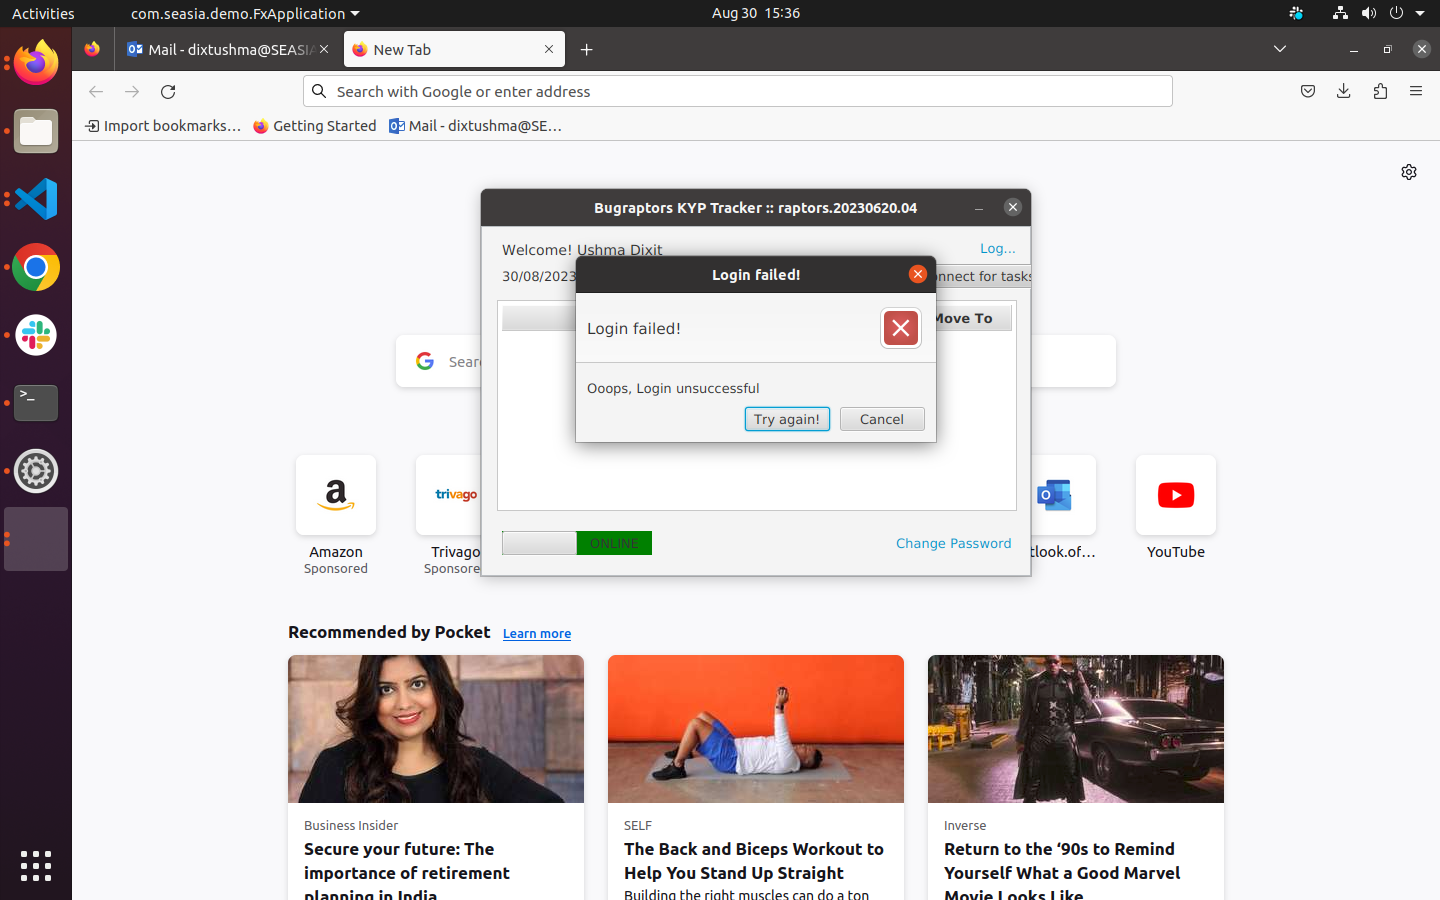 Activities
com.seasia.demo.FxApplication
Aug 30 15:36
Mail - dixtushma@SEASIA
New Tab
Search with Google or enter address
Import bookmarks...
Getting Started
Mail - dixtushma@SE...
Bugraptors KYP Tracker :: raptors.20230620.04
Welcome! Ushma Dixit
Log...
30/08/2023
onnect for tasks
Move To
Login failed!
Login failed!
Ooops, Login unsuccessful
Try again!
Cancel
ONLINE
Change Password
Sear
a
trivago
Amazon
Sponsored
Trivago
Sponsore
tlook.of...
YouTube
Recommended by Pocket
Learn more
Business Insider
Secure your future: The
importance of retirement
planning in India
SELF
The Back and Biceps Workout to
Help You Stand Up Straight
Building the right muscles can do a ton
Inverse
Return to the ‘90s to Remind
Yourself What a Good Marvel
Movie Looks Like